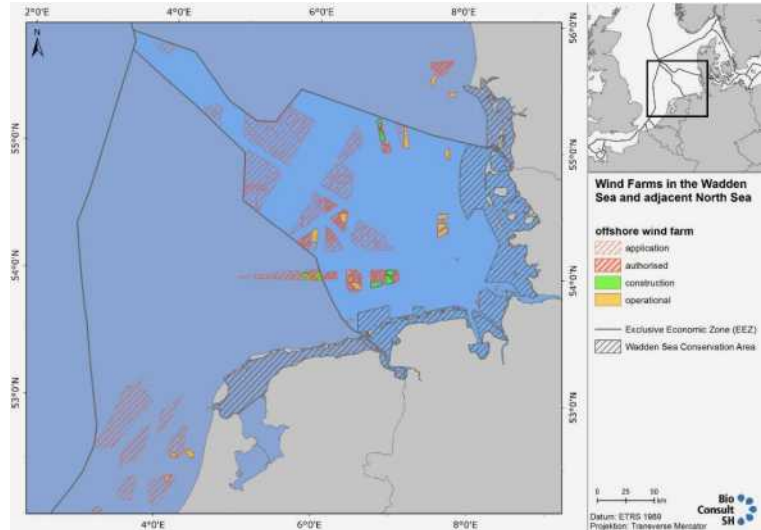 2°0'E
4°0'E
6°0'E
8°0'E
N
56°0'N
55°0'N
55°0'N
54°0'N
54°0'N
53°0'N
53°0'N
4°0'E
6°0'E
8°0'E
Wind Farms in the Wadden
Sea and adjacent North Sea
offshore wind farm
application
authorised
construction
operational
Exclusive Economic Zone (EEZ)
Wadden Sea Conservation Area
0 25 50
km
Datum: ETRS 1989
Projektion: Transverse Mercator
Bio
Consult
SH